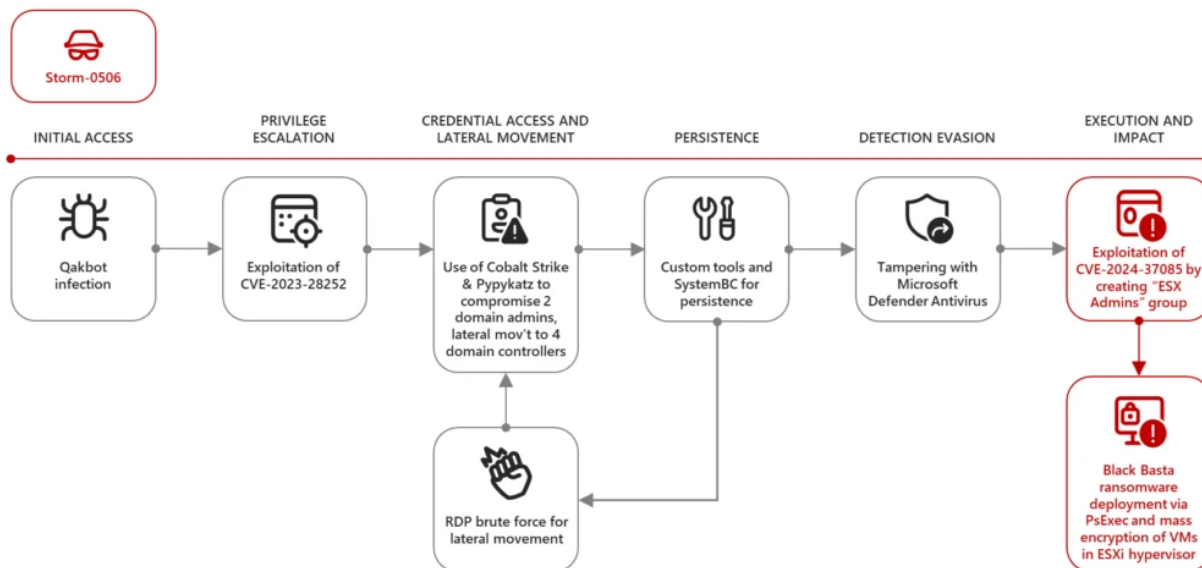 Storm-0506
INITIAL ACCESS
PRIVILEGE
ESCALATION
CREDENTIAL ACCESS AND
LATERAL MOVEMENT
PERSISTENCE
DETECTION EVASION
EXECUTION AND
IMPACT
Qakbot
infection
Exploitation of
CVE-2023-28252
Use of Cobalt Strike
& Pypykatz to
compromise 2
domain admins,
lateral mov't to 4
domain controllers
Custom tools and
SystemBC for
persistence
Tampering with
Microsoft
Defender Antivirus
Exploitation of
CVE-2024-37085 by
creating “ESX
Admins” group
RDP brute force for
lateral movement
Black Basta
ransomware
deployment via
PsExec and mass
encryption of VMs
in ESXi hypervisor